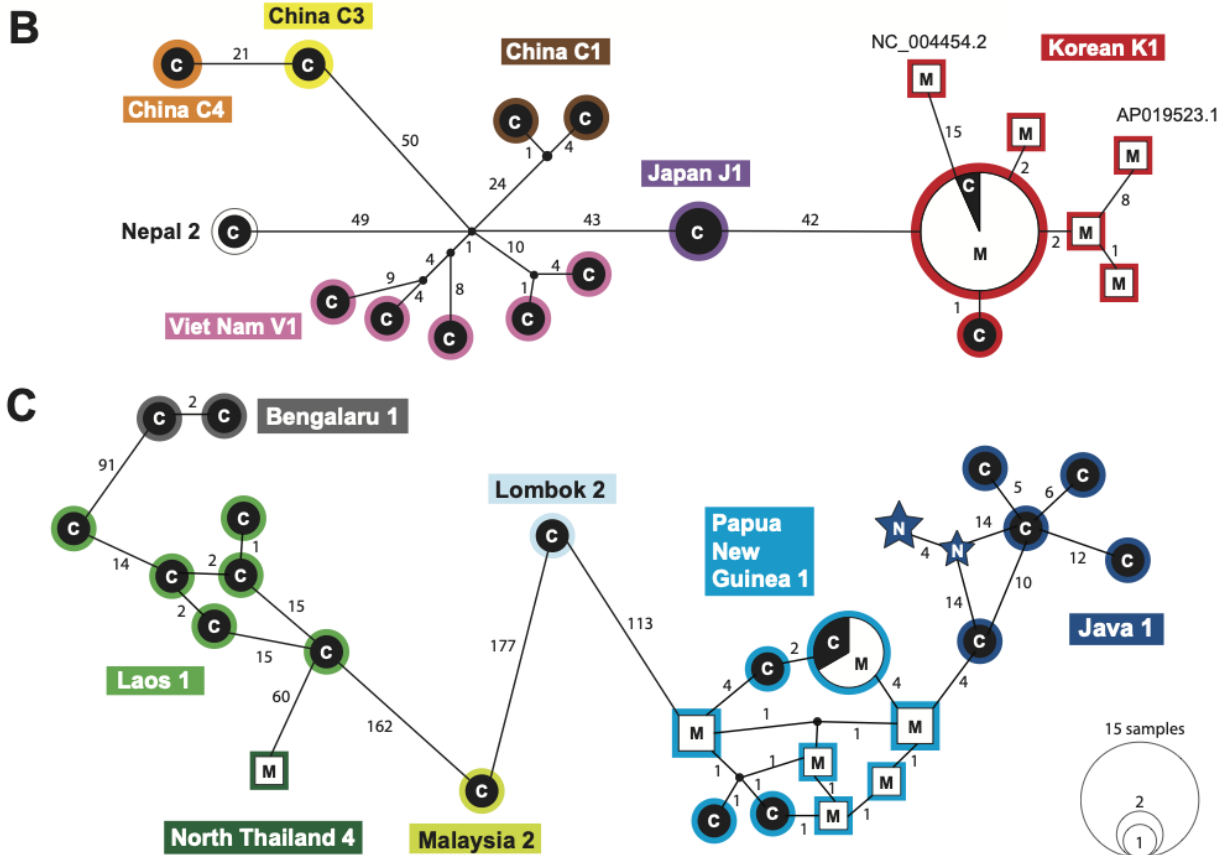 B
China C3
China C1
NC_004454.2
Korean K1
C
21
C
China C4
C
C
M
AP019523.1
1
4
15
M
M
50
24
Japan J1
C
2
8
Nepal 2
C
49
43
C
42
M
2
M
1
10
4
1
9
4
8
4
C
1
M
C
C
C
C
1
C
Viet Nam V1
C
C
2
C
Bengalaru 1
91
C
C
C
Lombok 2
5
6
C
C
1
C
Papua
New
Guinea 1
N
14
C
14
2
4
N
12
C
C
C
2
15
C
14
10
177
113
C
2
C
M
C
Java 1
15
C
4
4
4
Laos 1
60
162
M
1
1
M
15 samples
M
1
1
M
1
M
C
1
1
1
2
C
C
1
M
1
1
North Thailand 4
Malaysia 2